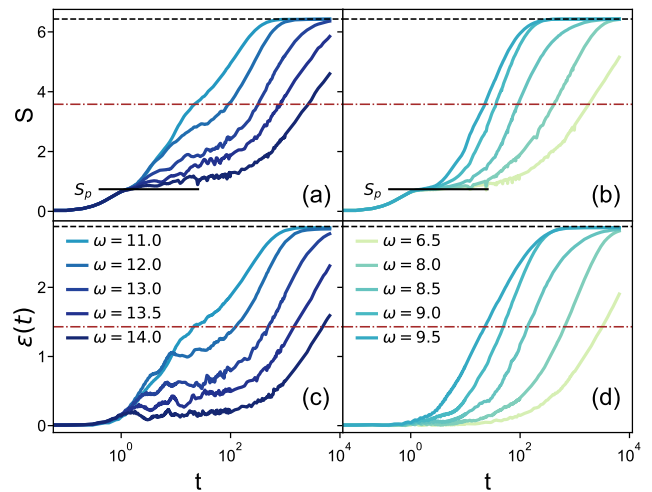 6
4
2
0
S
S_p
(a)
S_p
(b)
2
1
0
ε(t)
ω = 11.0
ω = 12.0
ω = 13.0
ω = 13.5
ω = 14.0
(c)
ω = 6.5
ω = 8.0
ω = 8.5
ω = 9.0
ω = 9.5
(d)
10^0
10^2
10^4
10^0
10^2
10^4
t
t